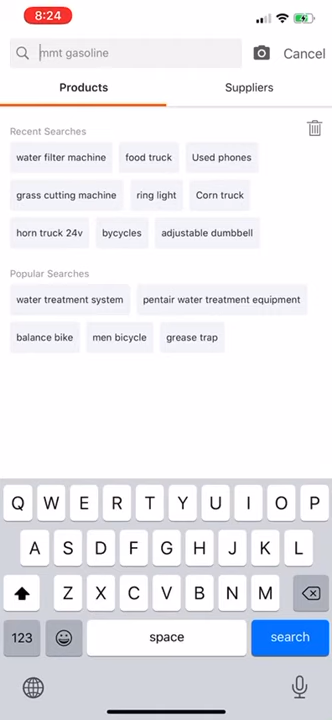 8:24
mmt gasoline Cancel
Products Suppliers
Recent Searches
water filter machine food truck Used phones
grass cutting machine ring light Corn truck
horn truck 24v bycycles adjustable dumbbell
Popular Searches
water treatment system pentair water treatment equipment
balance bike men bicycle grease trap
Q W E R T Y U I O P
A S D F G H J K L
Z X C V B N M
123 space search